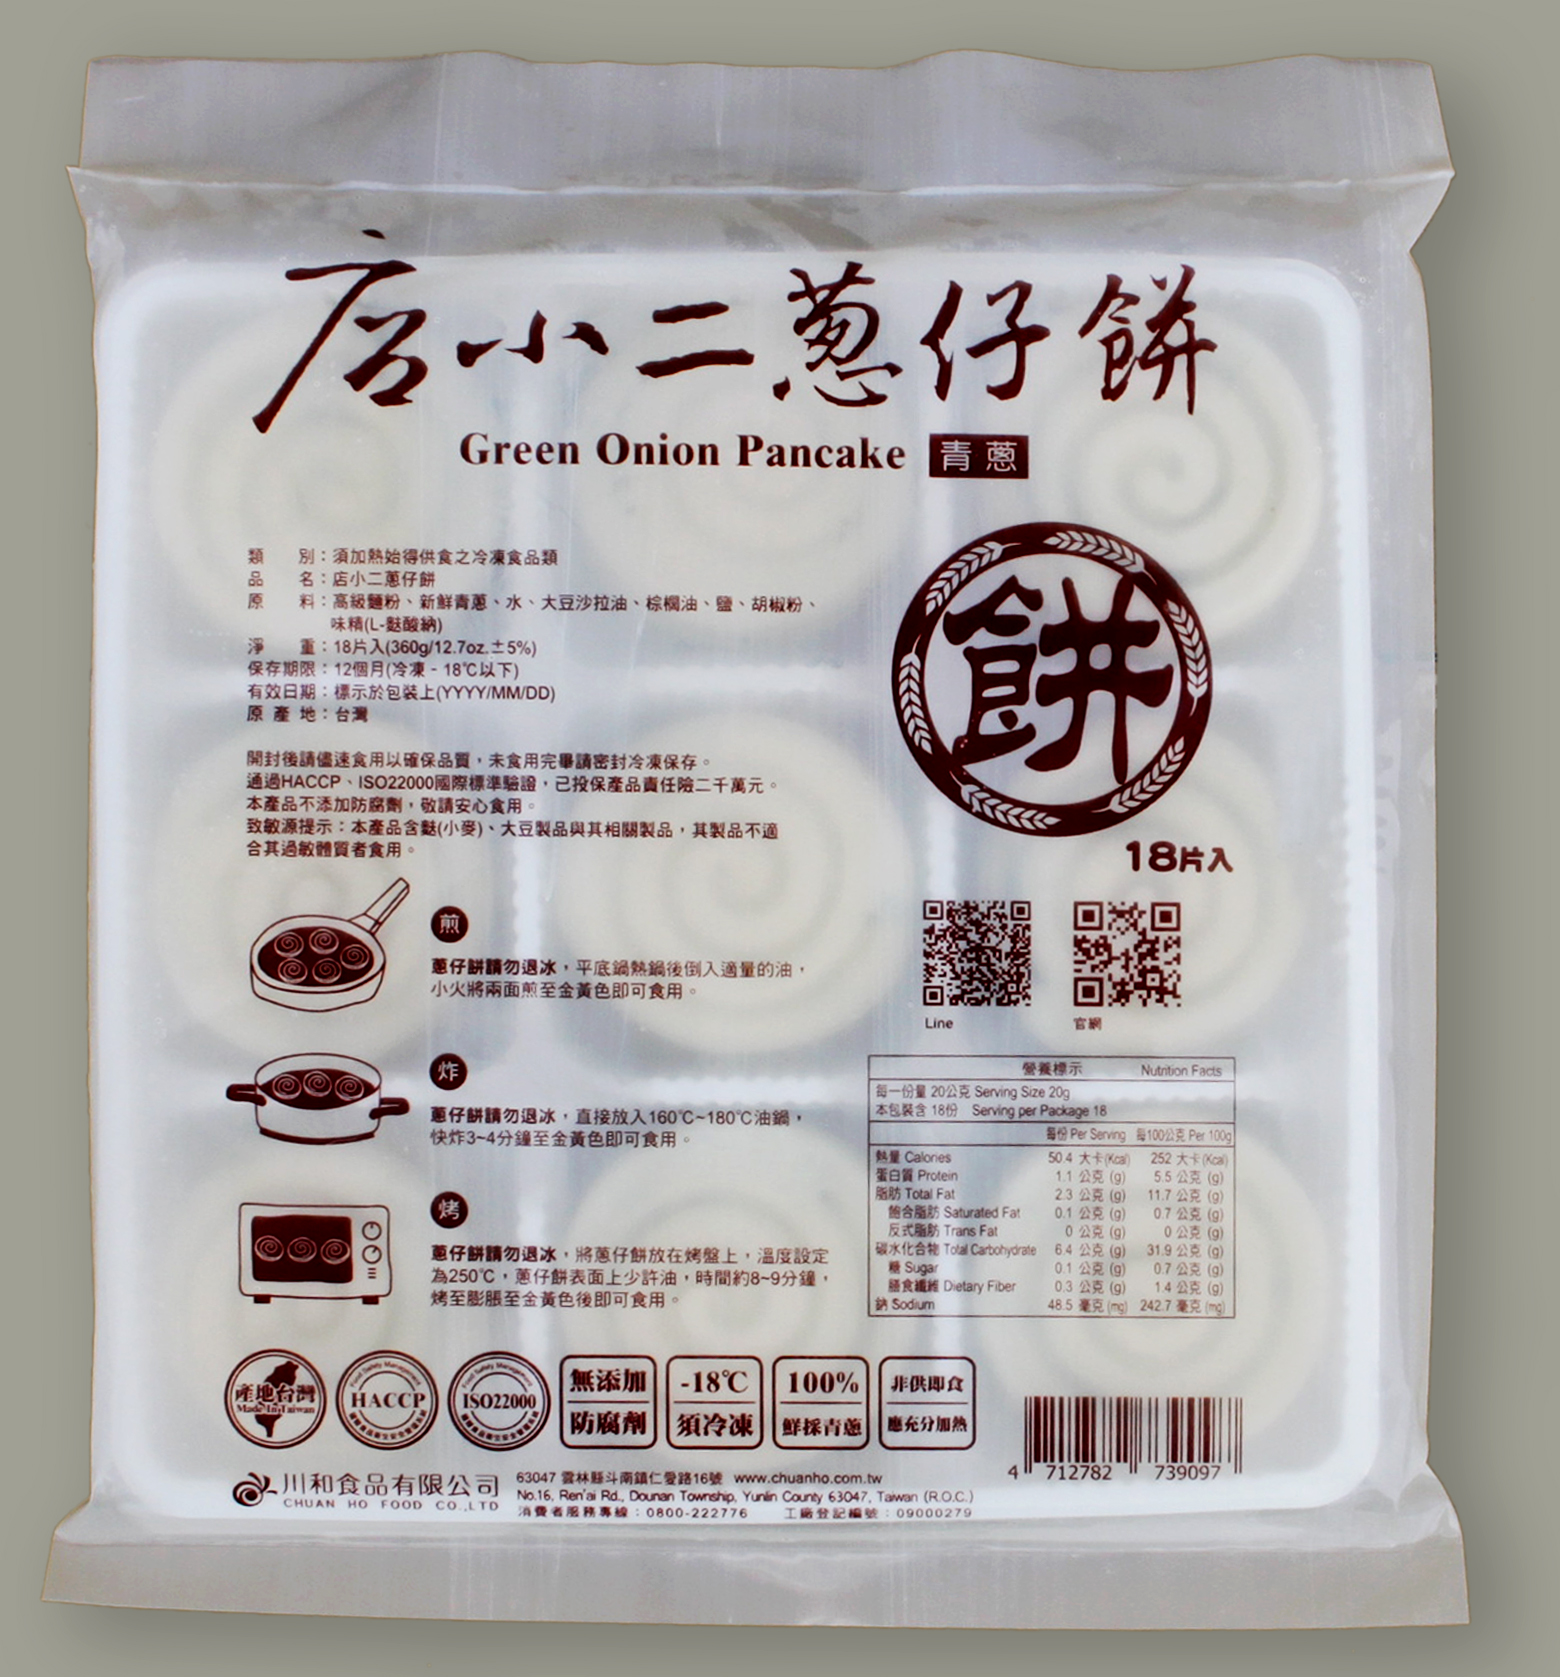 店小二蔥仔餅
Green Onion Pancake 青蔥
類　別：須加熱始得供食之冷凍食品類
品　名：店小二蔥仔餅
原　料：高級麵粉、新鮮青蔥、水、大豆沙拉油、棕櫚油、鹽、胡椒粉、
味精(L-麩酸納)
淨　重：18片入(360g/12.7oz.±5%)
保存期限：12個月(冷凍 - 18℃以下)
有效日期：標示於包裝上(YYYY/MM/DD)
原 產 地：台灣
開封後請儘速食用以確保品質，未食用完畢請密封冷凍保存。
通過HACCP、ISO22000國際標準驗證，已投保產品責任險二千萬元。
本產品不添加防腐劑，敬請安心食用。
致敏源提示：本產品含麩(小麥)、大豆製品與其相關製品，其製品不適
合其過敏體質者食用。
餅
18片入
煎
蔥仔餅請勿退冰，平底鍋熱鍋後倒入適量的油，
小火將兩面煎至金黃色即可食用。
炸
蔥仔餅請勿退冰，直接放入160℃~180℃油鍋，
快炸3~4分鐘至金黃色即可食用。
烤
蔥仔餅請勿退冰，將蔥仔餅放在烤盤上，溫度設定
為250℃，蔥仔餅表面上少許油，時間約8~9分鐘，
烤至膨脹至金黃色後即可食用。
Line
官網
營養標示 Nutrition Facts
每一份量 20公克 Serving Size 20g
本包裝含 18份 Serving per Package 18
每份 Per Serving 每100公克 Per 100g
熱量 Calories 50.4 大卡(Kcal) 252 大卡(Kcal)
蛋白質 Protein 1.1 公克 (g) 5.5 公克 (g)
脂肪 Total Fat 2.3 公克 (g) 11.7 公克 (g)
飽合脂肪 Saturated Fat 0.1 公克 (g) 0.7 公克 (g)
反式脂肪 Trans Fat 0 公克 (g) 0 公克 (g)
碳水化合物 Total Carbohydrate 6.4 公克 (g) 31.9 公克 (g)
糖 Sugar 0.1 公克 (g) 0.7 公克 (g)
膳食纖維 Dietary Fiber 0.3 公克 (g) 1.4 公克 (g)
鈉 Sodium 48.5 毫克 (mg) 242.7 毫克 (mg)
產地台灣
Made In Taiwan
Food Safety Management
HACCP
Food Safety Management
ISO22000
無添加
防腐劑
-18℃
須冷凍
100%
鮮採青蔥
非供即食
應充分加熱
4 712782 739097
川和食品有限公司
CHUAN HO FOOD CO.,LTD
63047 雲林縣斗南鎮仁愛路16號 www.chuanho.com.tw
No.16, Ren'ai Rd., Dounan Township, Yunlin County 63047, Taiwan (R.O.C.)
消費者服務專線：0800-222776 工廠登記編號：09000279